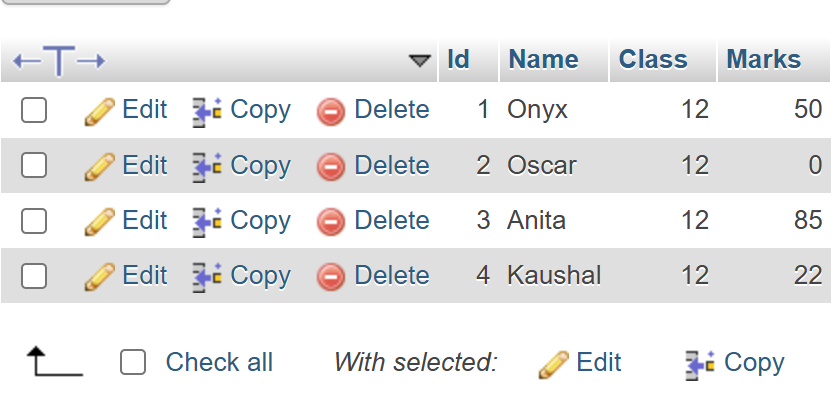 Id Name Class Marks
Edit Copy Delete 1 Onyx 12 50
Edit Copy Delete 2 Oscar 12 0
Edit Copy Delete 3 Anita 12 85
Edit Copy Delete 4 Kaushal 12 22
Check all With selected: Edit Copy